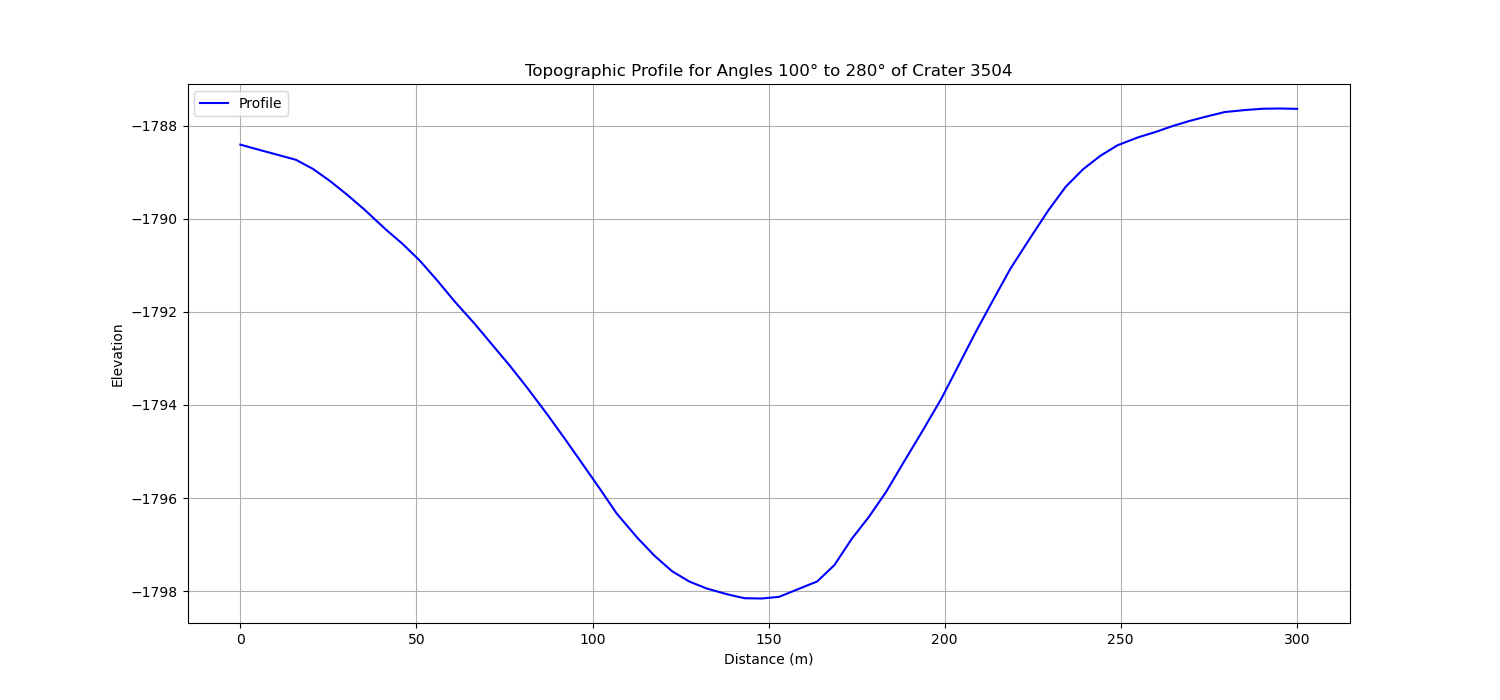 Topographic Profile for Angles 100° to 280° of Crater 3504
Profile
−1788
−1790
−1792
−1794
−1796
−1798
Elevation
0 50 100 150 200 250 300
Distance (m)